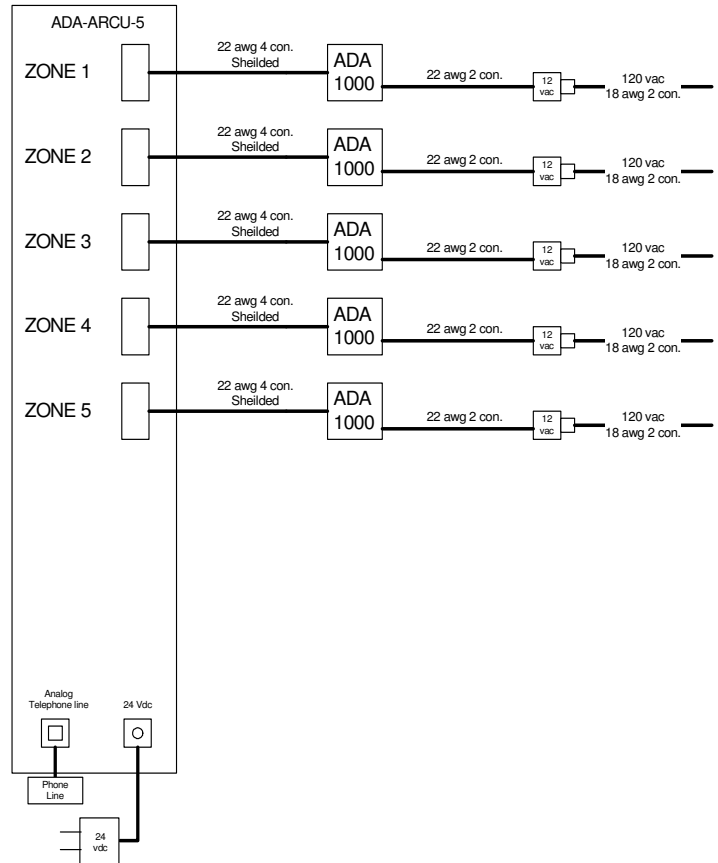 ADA-ARCU-5
ZONE 1
22 awg 4 con.
Sheilded
ADA
1000
22 awg 2 con.
12
vac
120 vac
18 awg 2 con.
ZONE 2
22 awg 4 con.
Sheilded
ADA
1000
22 awg 2 con.
12
vac
120 vac
18 awg 2 con.
ZONE 3
22 awg 4 con.
Sheilded
ADA
1000
22 awg 2 con.
12
vac
120 vac
18 awg 2 con.
ZONE 4
22 awg 4 con.
Sheilded
ADA
1000
22 awg 2 con.
12
vac
120 vac
18 awg 2 con.
ZONE 5
22 awg 4 con.
Sheilded
ADA
1000
22 awg 2 con.
12
vac
120 vac
18 awg 2 con.
Analog
Telephone line
24 Vdc
Phone
Line
24
vdc